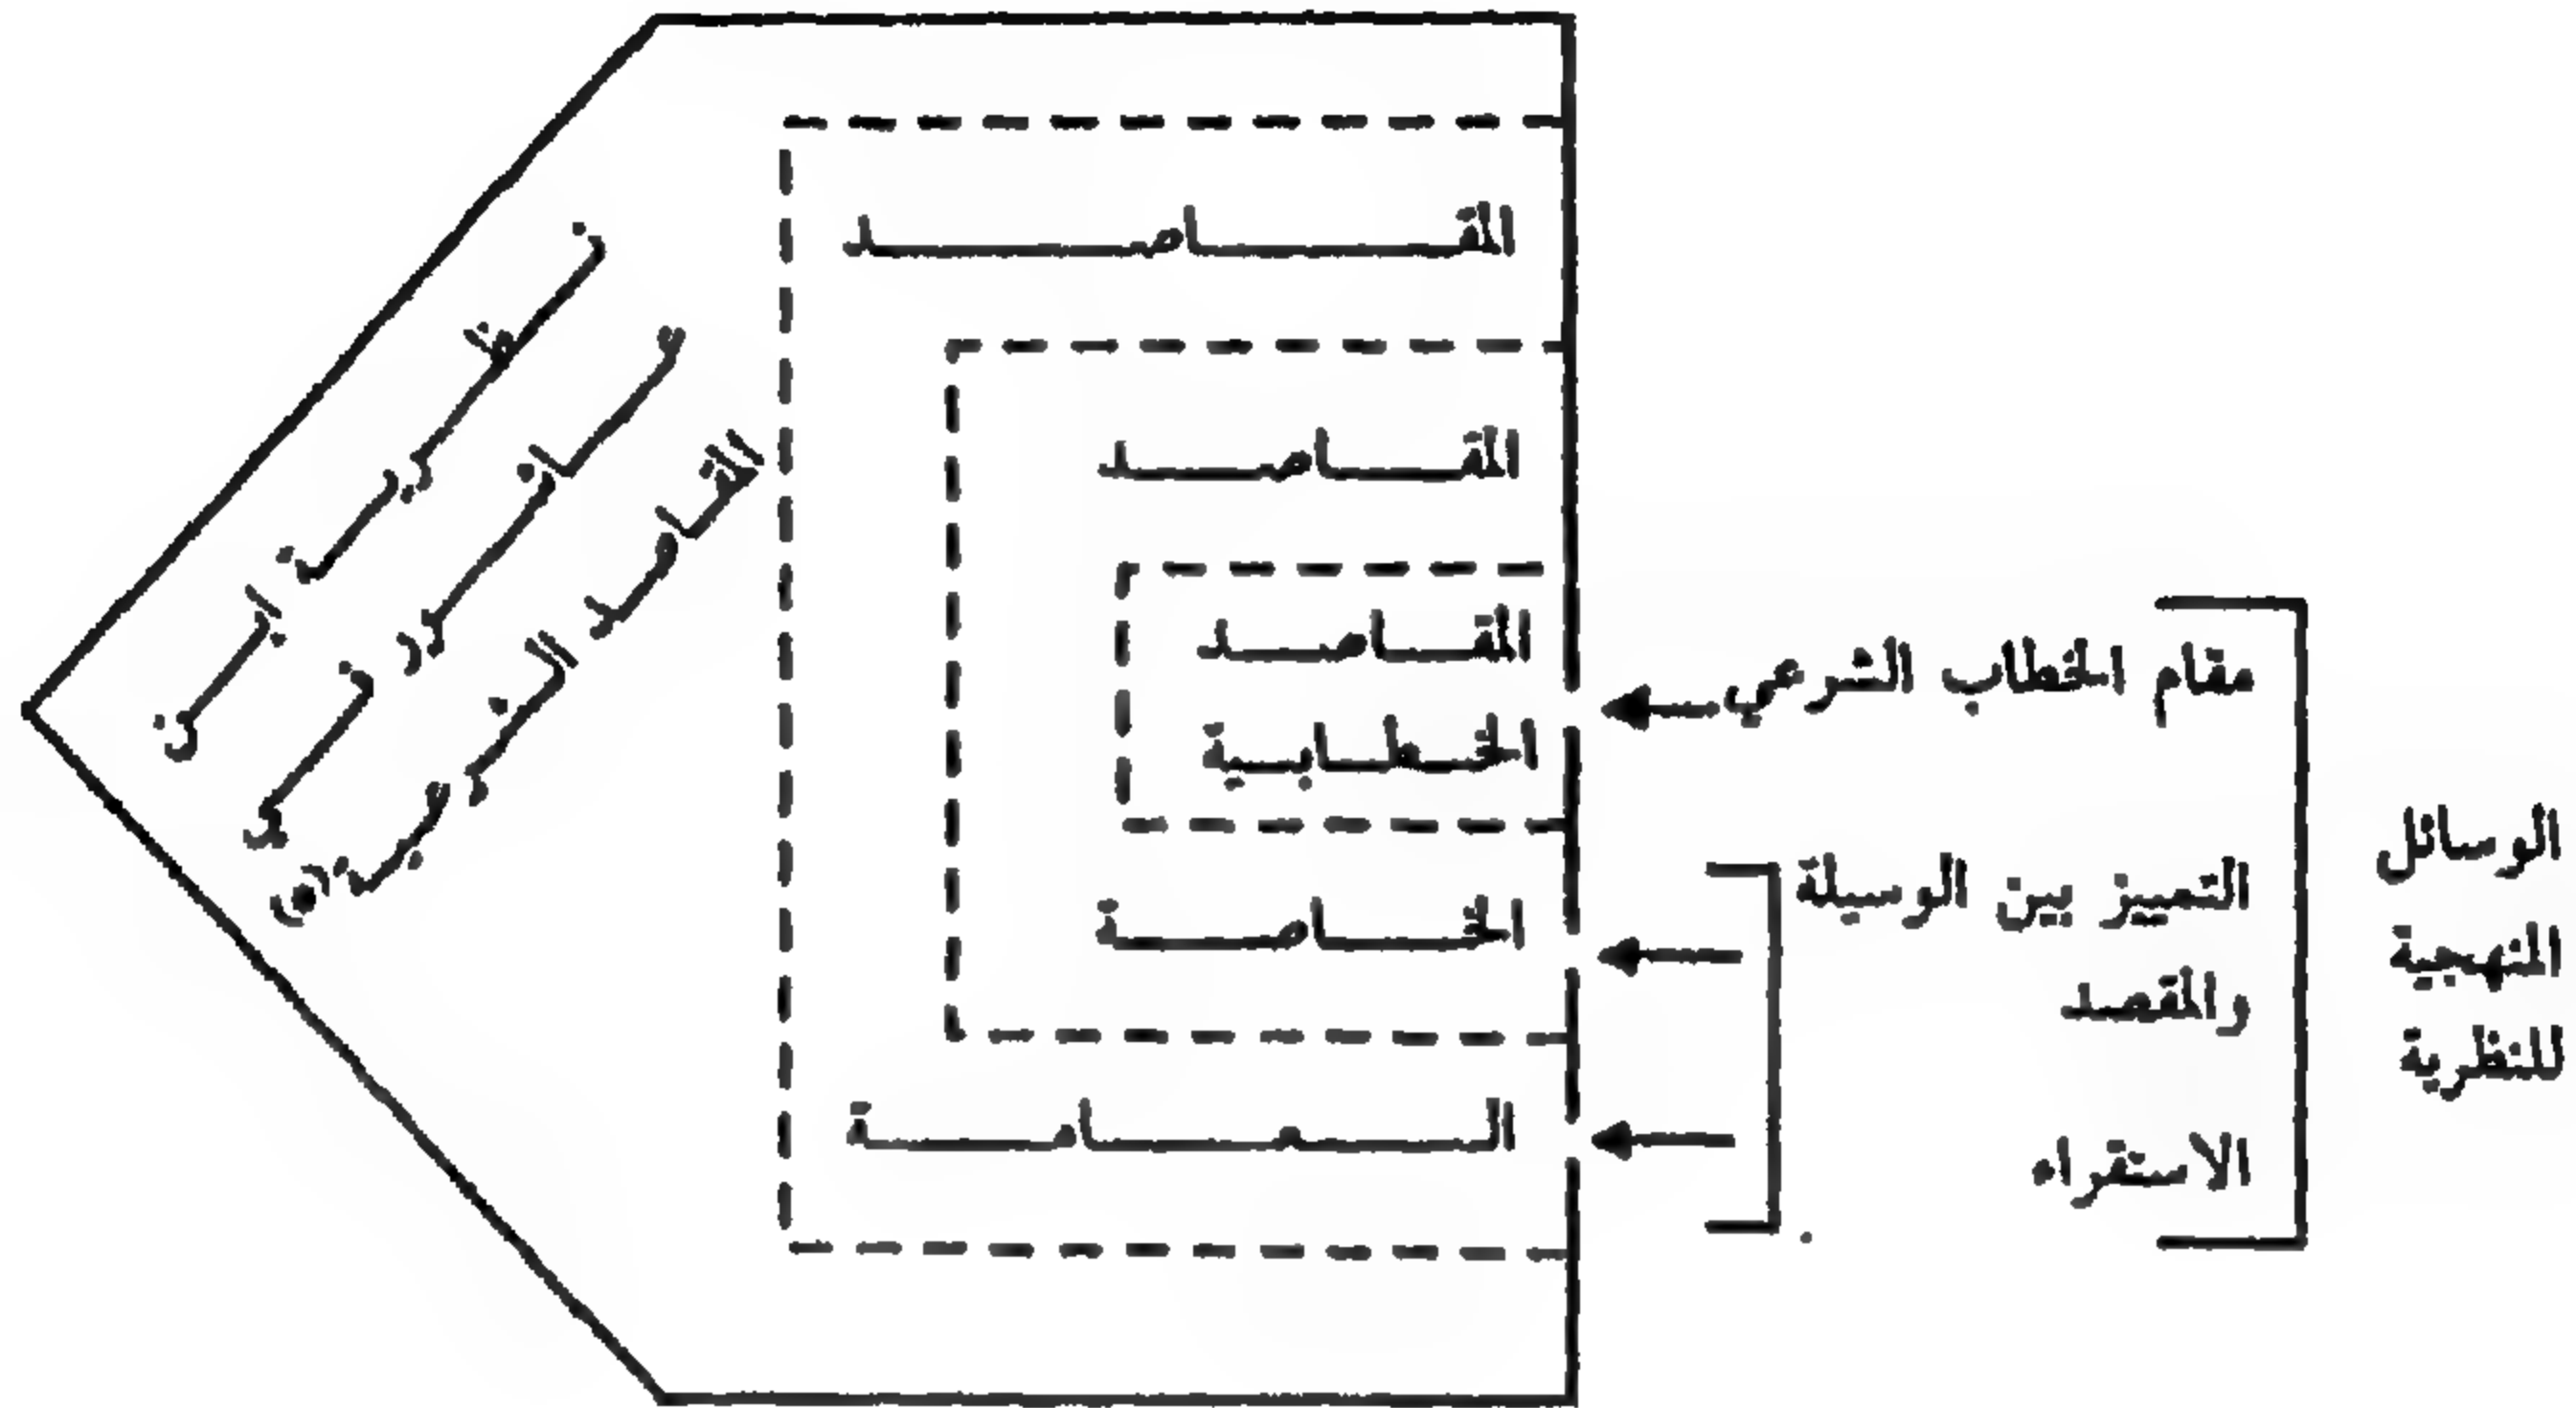 الوسائل
المنهجية
للنظرية
مقام الخطاب الشرعي
التمييز بين الوسيلة
والمقصد
الاستقراء
المقاصد
المقاصد
المقاصد
الخطابية
الخاصة
العامة
نظرية ابن
عاشور في
المقاصد الشرعية(*)